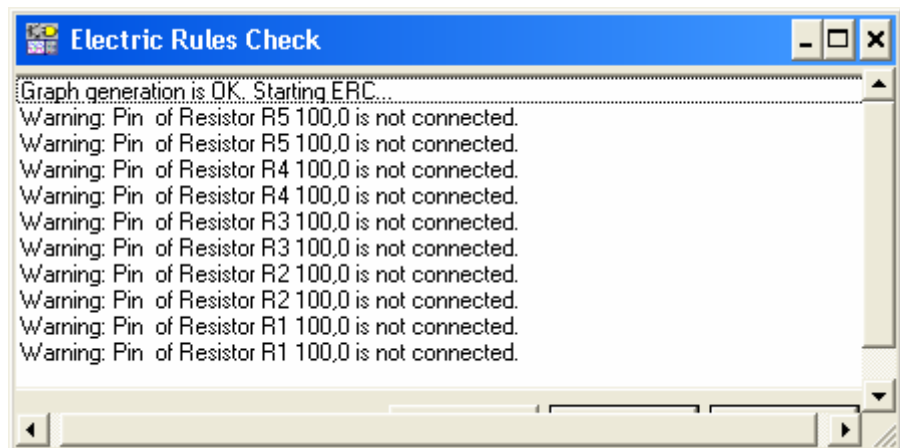 Electric Rules Check
Graph generation is OK. Starting ERC...
Warning: Pin  of Resistor R5 100,0 is not connected.
Warning: Pin  of Resistor R5 100,0 is not connected.
Warning: Pin  of Resistor R4 100,0 is not connected.
Warning: Pin  of Resistor R4 100,0 is not connected.
Warning: Pin  of Resistor R3 100,0 is not connected.
Warning: Pin  of Resistor R3 100,0 is not connected.
Warning: Pin  of Resistor R2 100,0 is not connected.
Warning: Pin  of Resistor R2 100,0 is not connected.
Warning: Pin  of Resistor R1 100,0 is not connected.
Warning: Pin  of Resistor R1 100,0 is not connected.